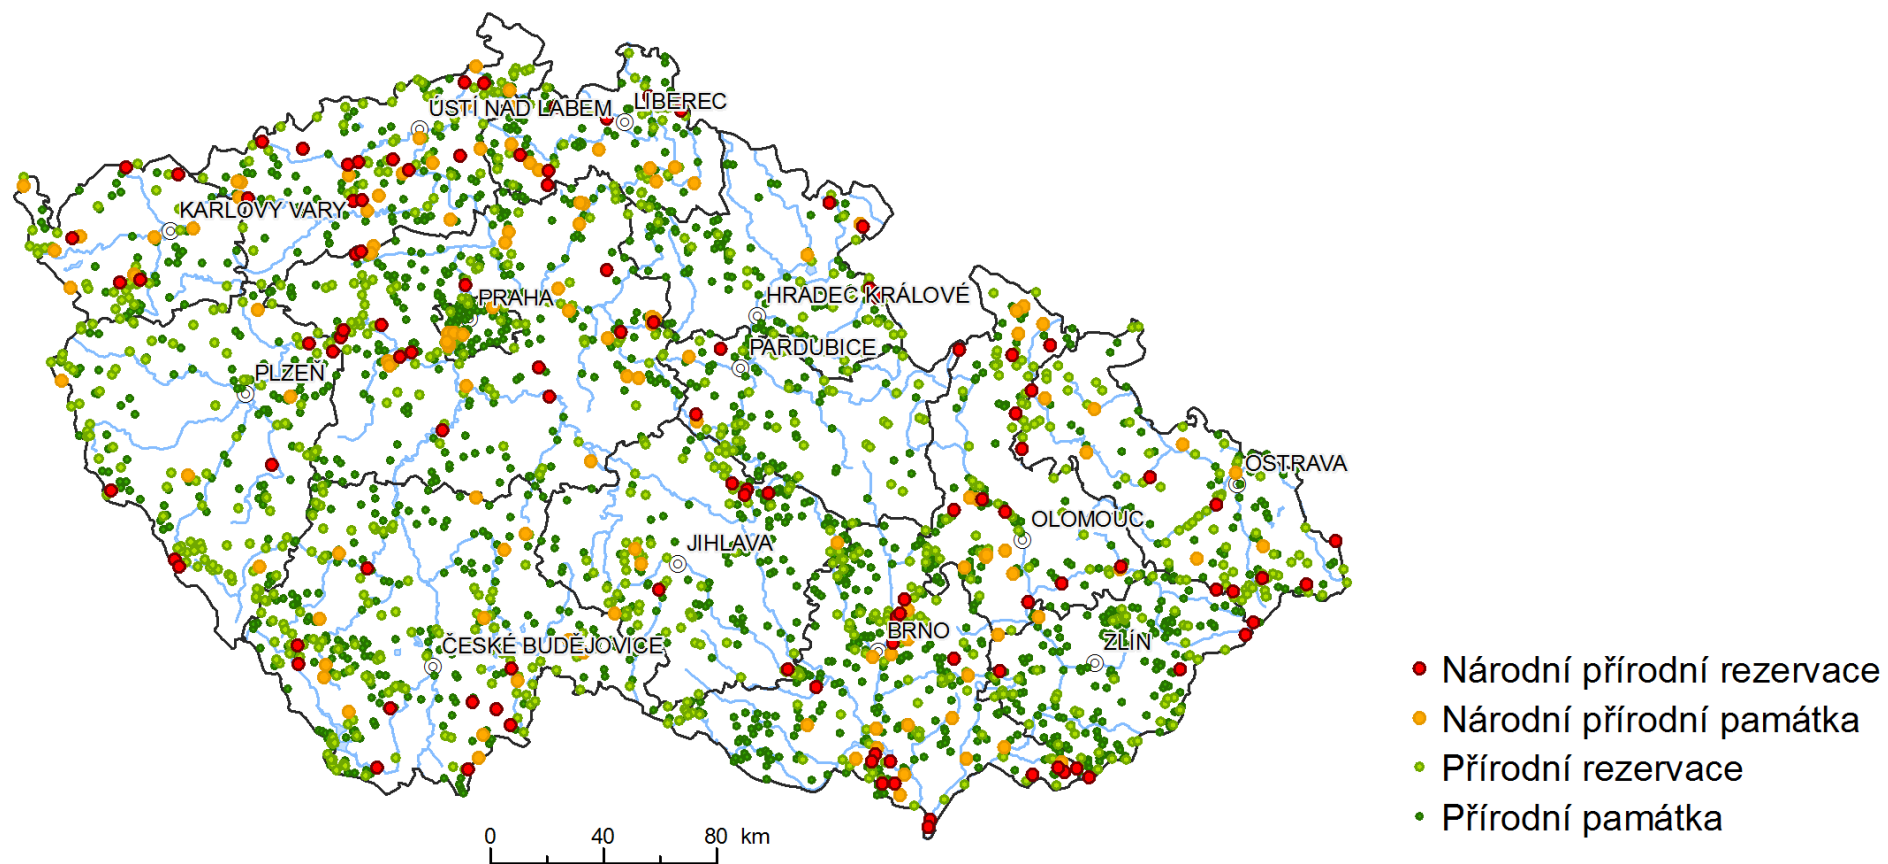 ÚSTÍ NAD LABEM
LIBEREC
KARLOVY VARY
PRAHA
HRADEC KRÁLOVÉ
PARDUBICE
PLZEŇ
OSTRAVA
OLOMOUC
JIHLAVA
BRNO
ZLÍN
ČESKÉ BUDĚJOVICE
Národní přírodní rezervace
Národní přírodní památka
Přírodní rezervace
Přírodní památka
0 40 80 km